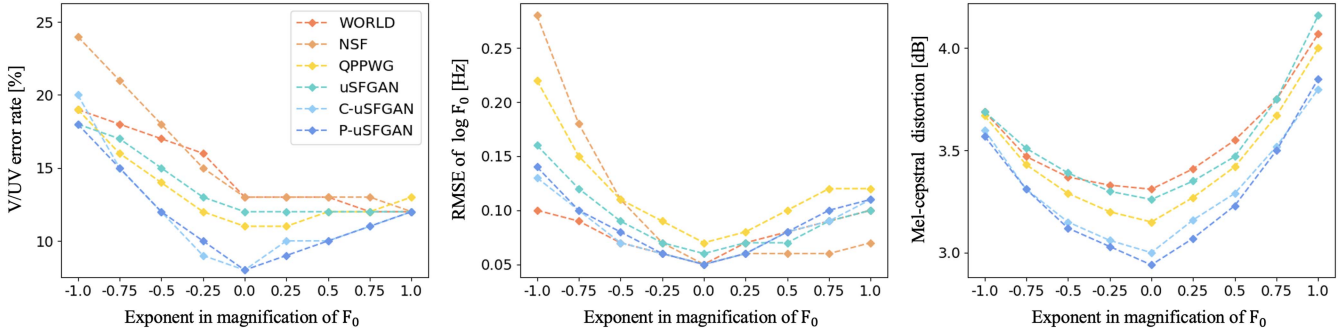 V/UV error rate [%]
25
20
15
10
WORLD
NSF
QPPWG
uSFGAN
C-uSFGAN
P-uSFGAN
-1.0 -0.75 -0.5 -0.25 0.0 0.25 0.5 0.75 1.0
Exponent in magnification of F0
RMSE of log F0 [Hz]
0.25
0.20
0.15
0.10
0.05
-1.0 -0.75 -0.5 -0.25 0.0 0.25 0.5 0.75 1.0
Exponent in magnification of F0
Mel-cepstral distortion [dB]
4.0
3.5
3.0
-1.0 -0.75 -0.5 -0.25 0.0 0.25 0.5 0.75 1.0
Exponent in magnification of F0